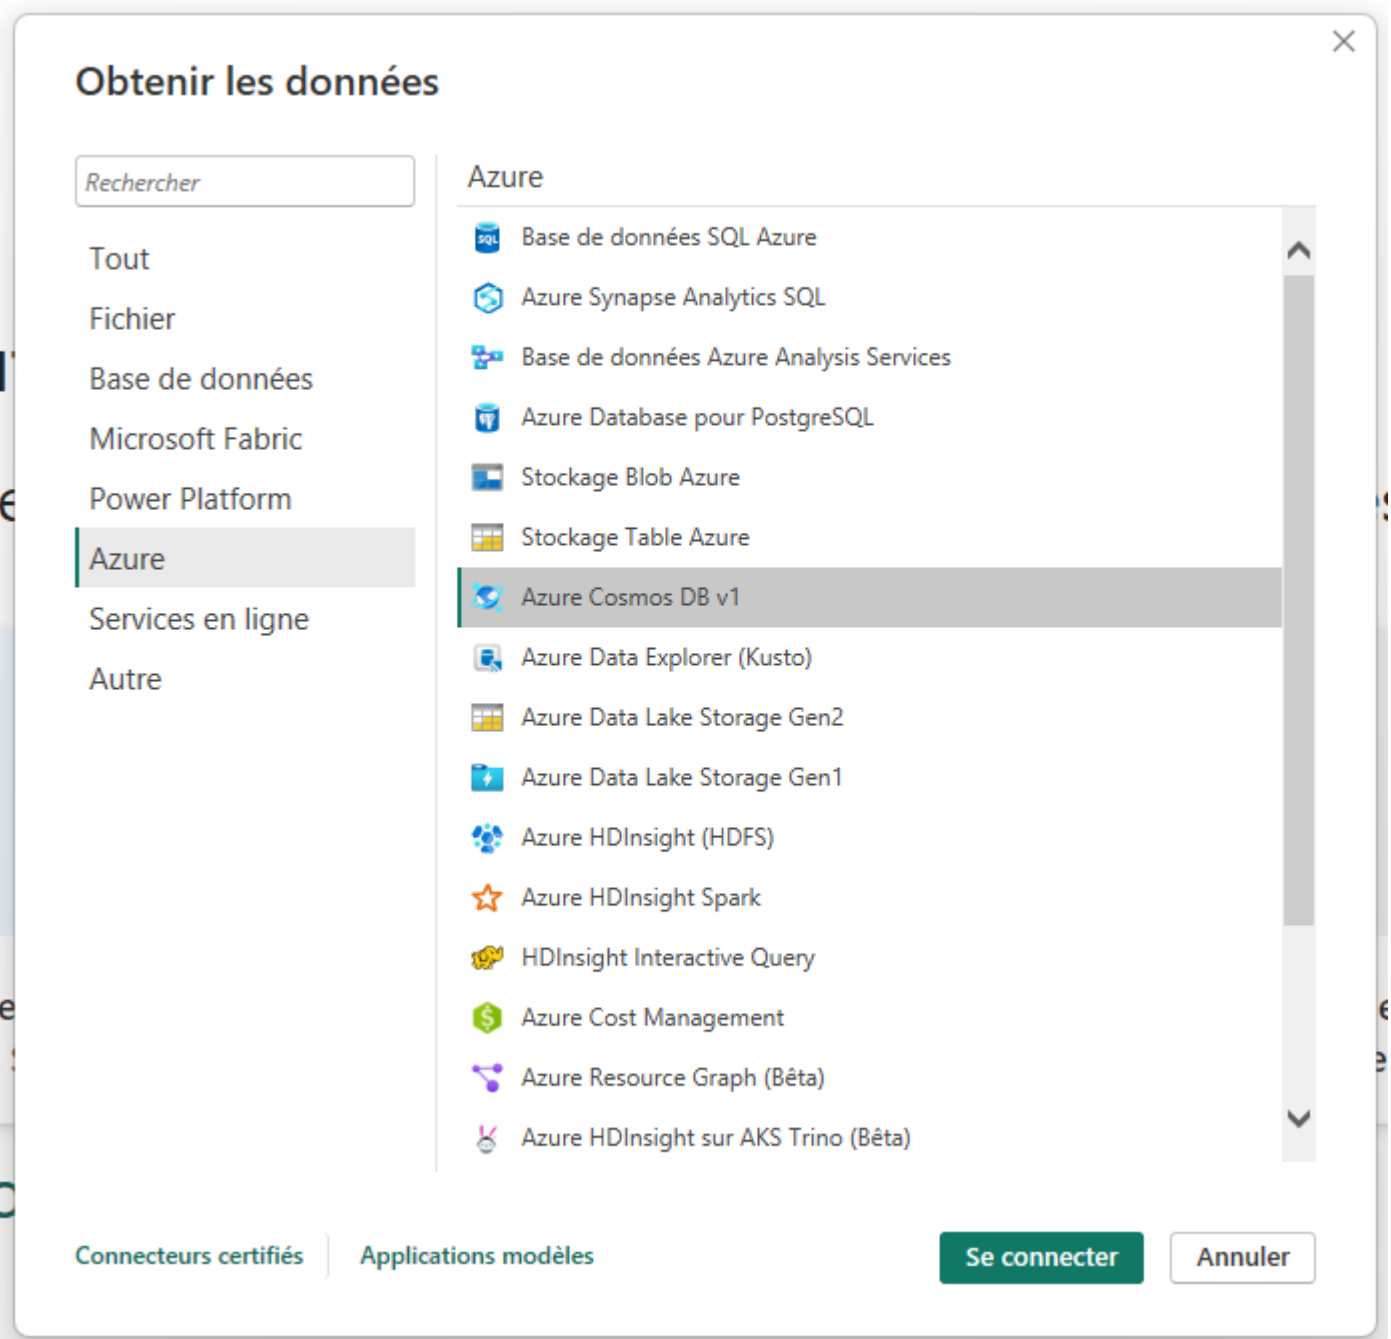 Obtenir les données
Rechercher
Tout
Fichier
Base de données
Microsoft Fabric
Power Platform
Azure
Services en ligne
Autre
Azure
Base de données SQL Azure
Azure Synapse Analytics SQL
Base de données Azure Analysis Services
Azure Database pour PostgreSQL
Stockage Blob Azure
Stockage Table Azure
Azure Cosmos DB v1
Azure Data Explorer (Kusto)
Azure Data Lake Storage Gen2
Azure Data Lake Storage Gen1
Azure HDInsight (HDFS)
Azure HDInsight Spark
HDInsight Interactive Query
Azure Cost Management
Azure Resource Graph (Bêta)
Azure HDInsight sur AKS Trino (Bêta)
Connecteurs certifiés
Applications modèles
Se connecter
Annuler